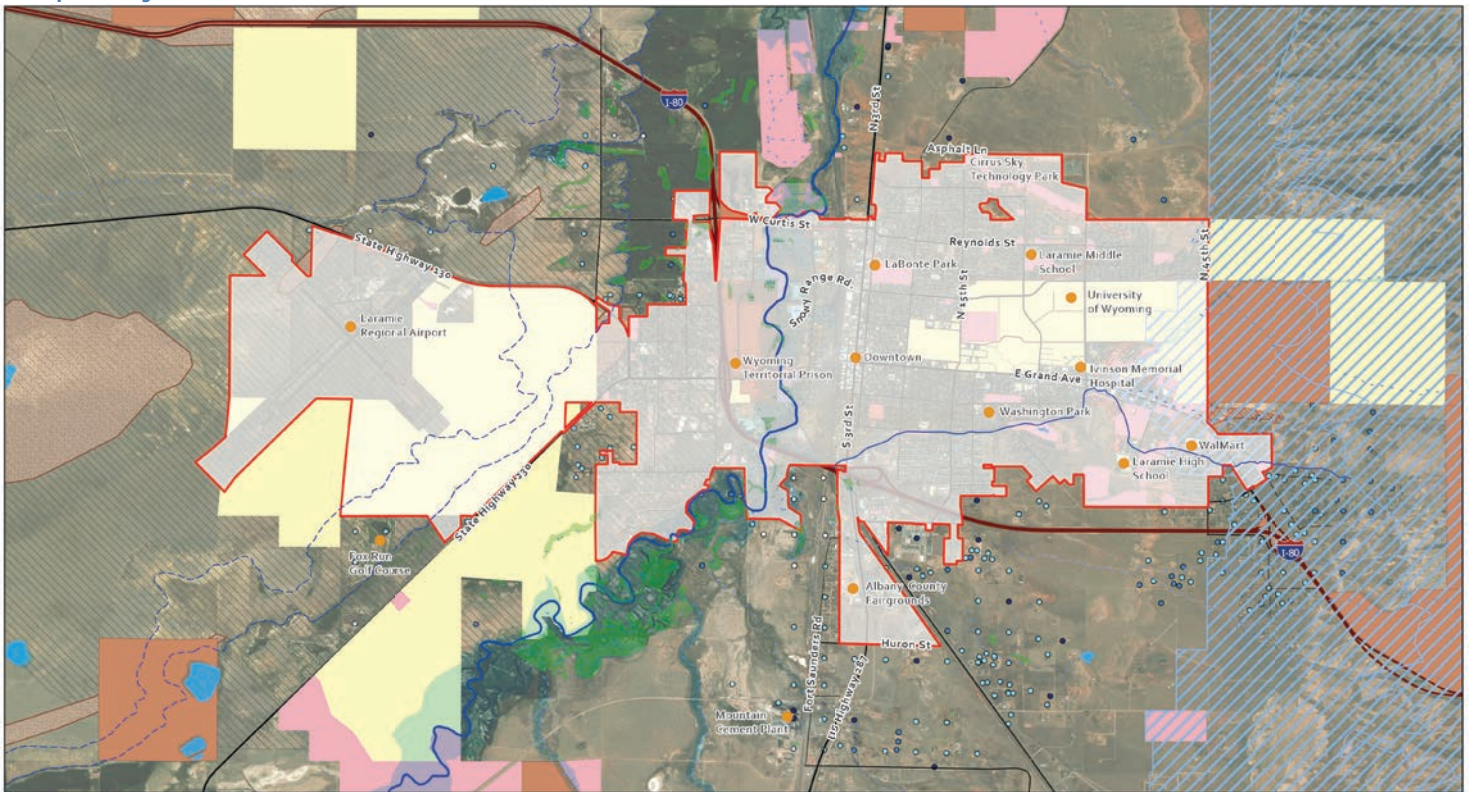 I-80
N 3rd St
Asphalt Ln
Cirrus Sky
Technology Park
W Curtis St
State Highway 130
Reynolds St
N 45th St
LaBonte Park
Laramie Middle
School
Snowy Range Rd.
N 15th St
University
of Wyoming
Laramie
Regional Airport
Wyoming
Territorial Prison
Downtown
E Grand Ave
Ivinson Memorial
Hospital
Washington Park
S 3rd St
WalMart
Laramie High
School
State Highway 230
Fox Run
Golf Course
I-80
Albany County
Fairgrounds
Huron St
Fort Saunders Rd
US Highway 287
Mountain
Cement Plant